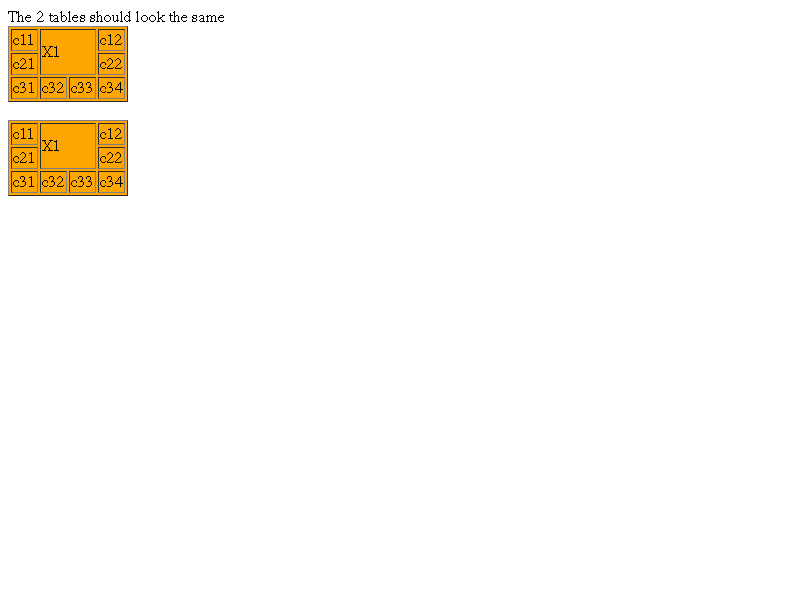 The 2 tables should look the same
c11 X1 c12
c21 c22
c31 c32 c33 c34
c11 X1 c12
c21 c22
c31 c32 c33 c34